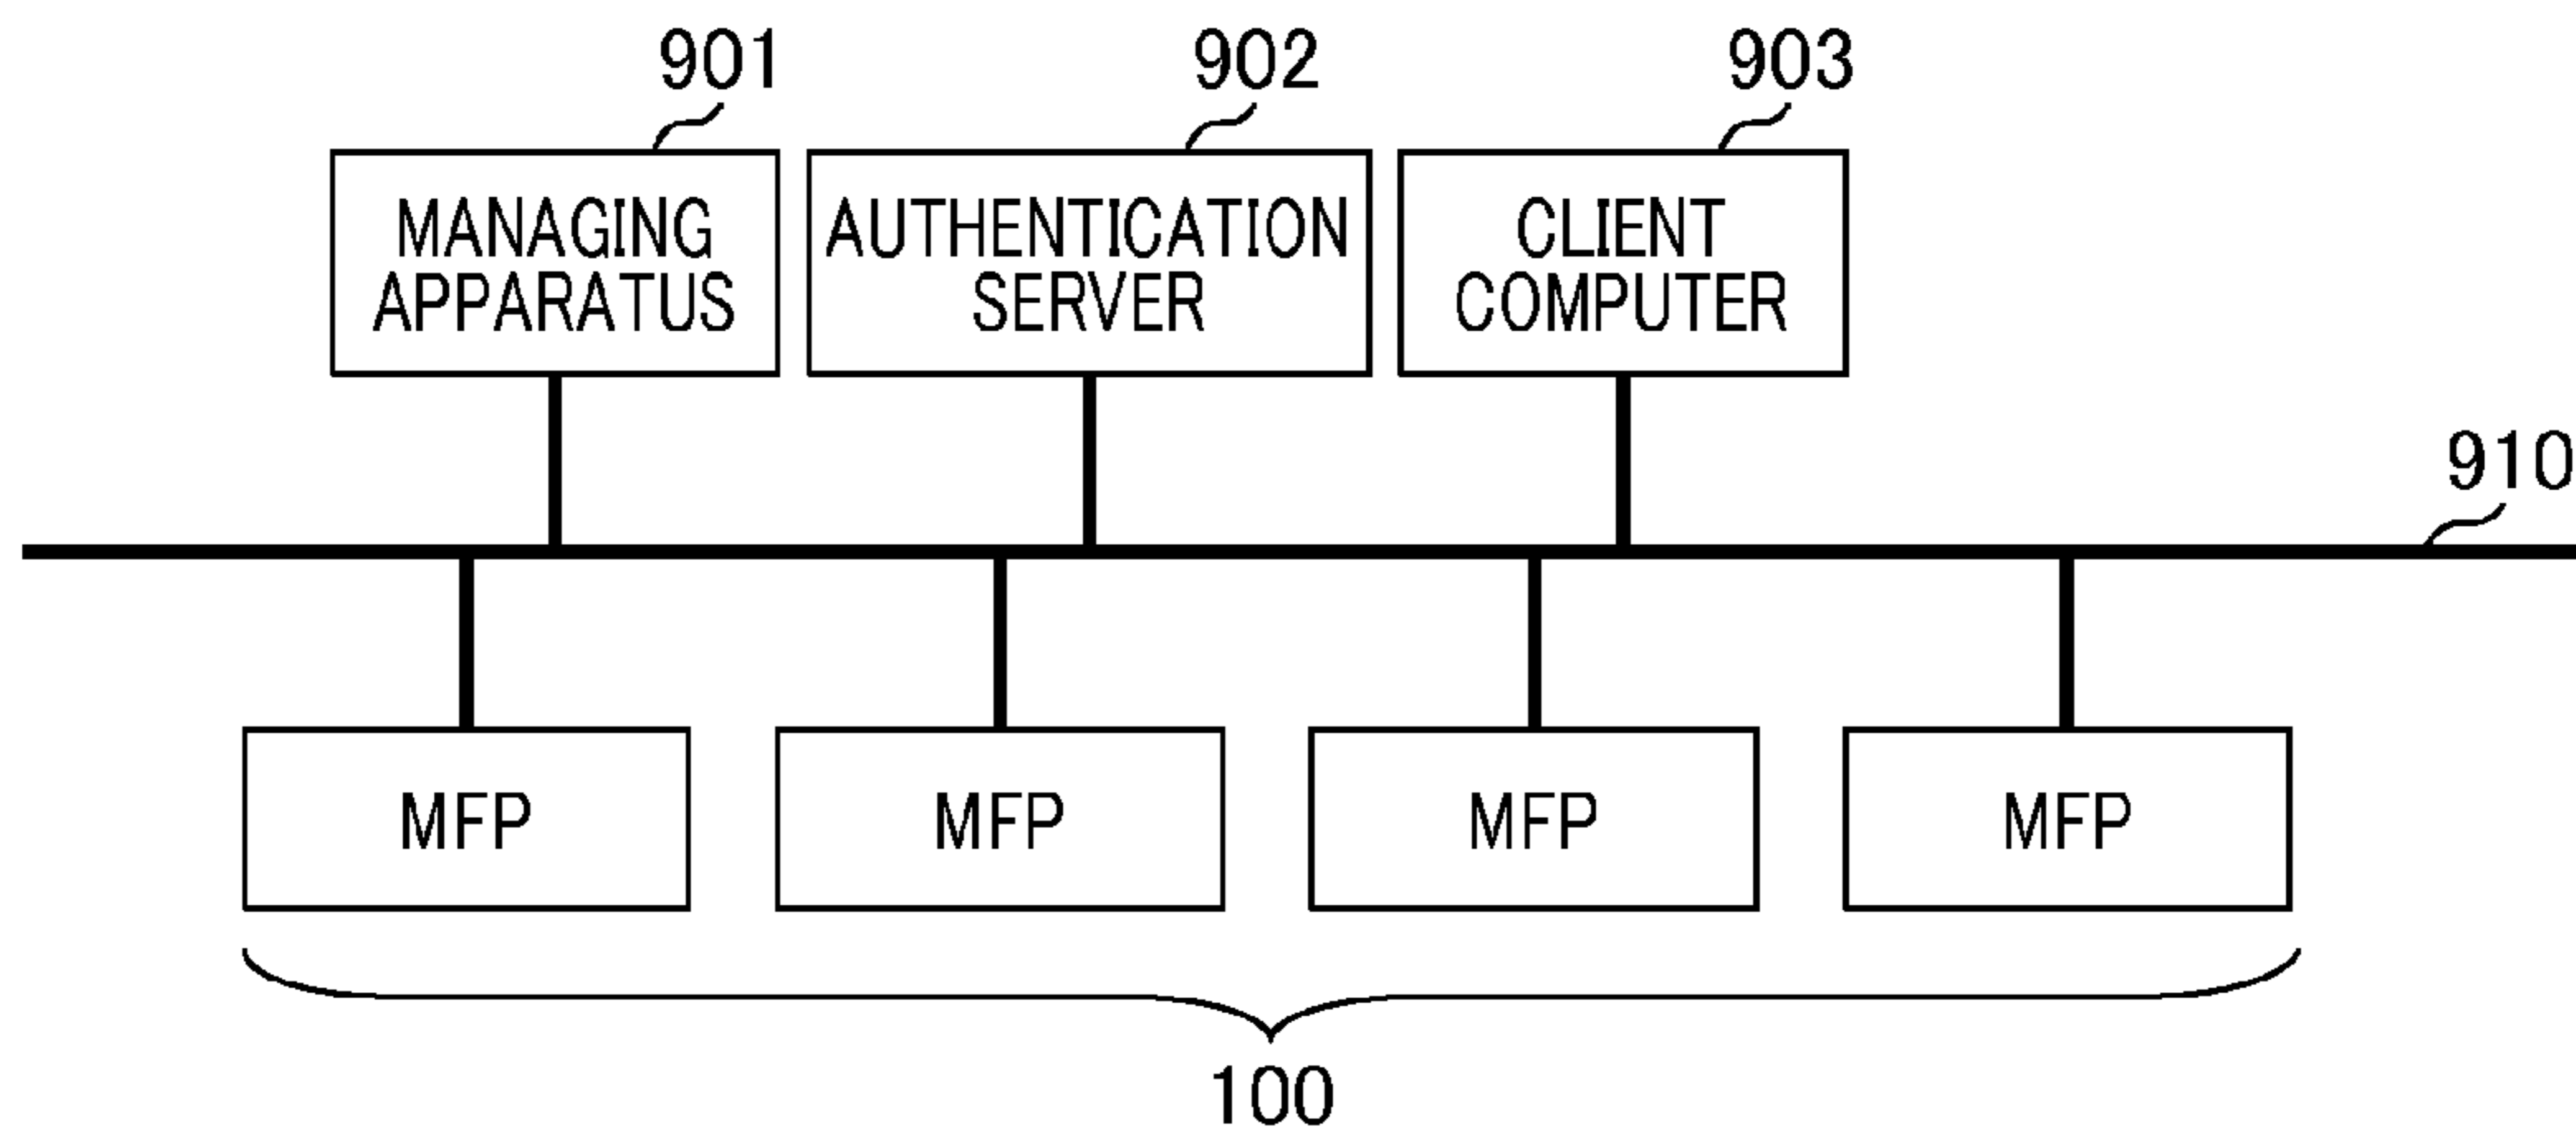 901
902
903
MANAGING
APPARATUS
AUTHENTICATION
SERVER
CLIENT
COMPUTER
910
MFP
MFP
MFP
MFP
100